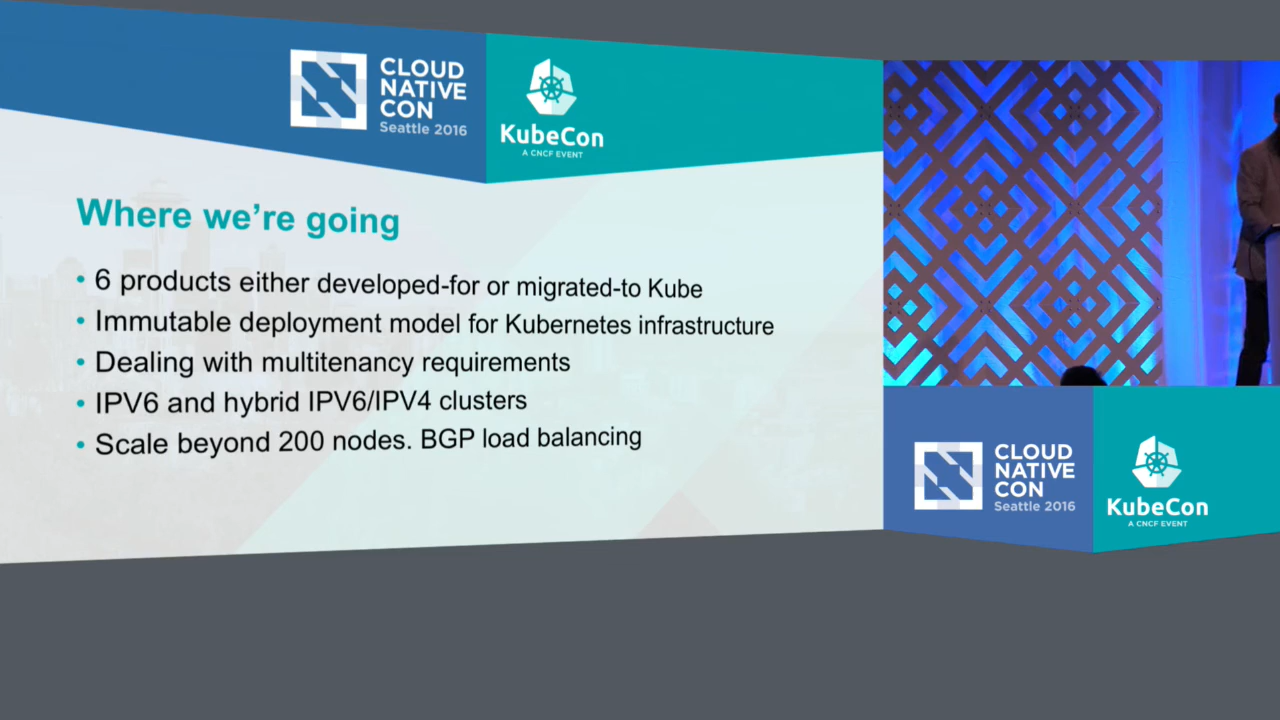 CLOUD
NATIVE
CON
Seattle 2016
KubeCon
A CNCF EVENT
Where we're going
• 6 products either developed-for or migrated-to Kube
• Immutable deployment model for Kubernetes infrastructure
• Dealing with multitenancy requirements
• IPV6 and hybrid IPV6/IPV4 clusters
• Scale beyond 200 nodes. BGP load balancing
CLOUD
NATIVE
CON
Seattle 2016
KubeCon
A CNCF EVENT